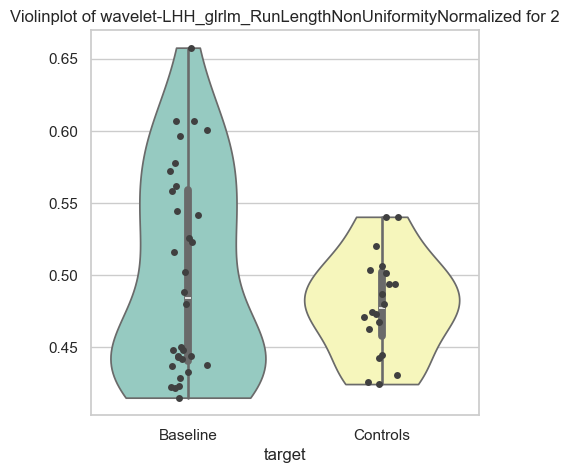 Violinplot of wavelet-LHH_glrlm_RunLengthNonUniformityNormalized for 2
0.65
0.60
0.55
0.50
0.45
Baseline
Controls
target